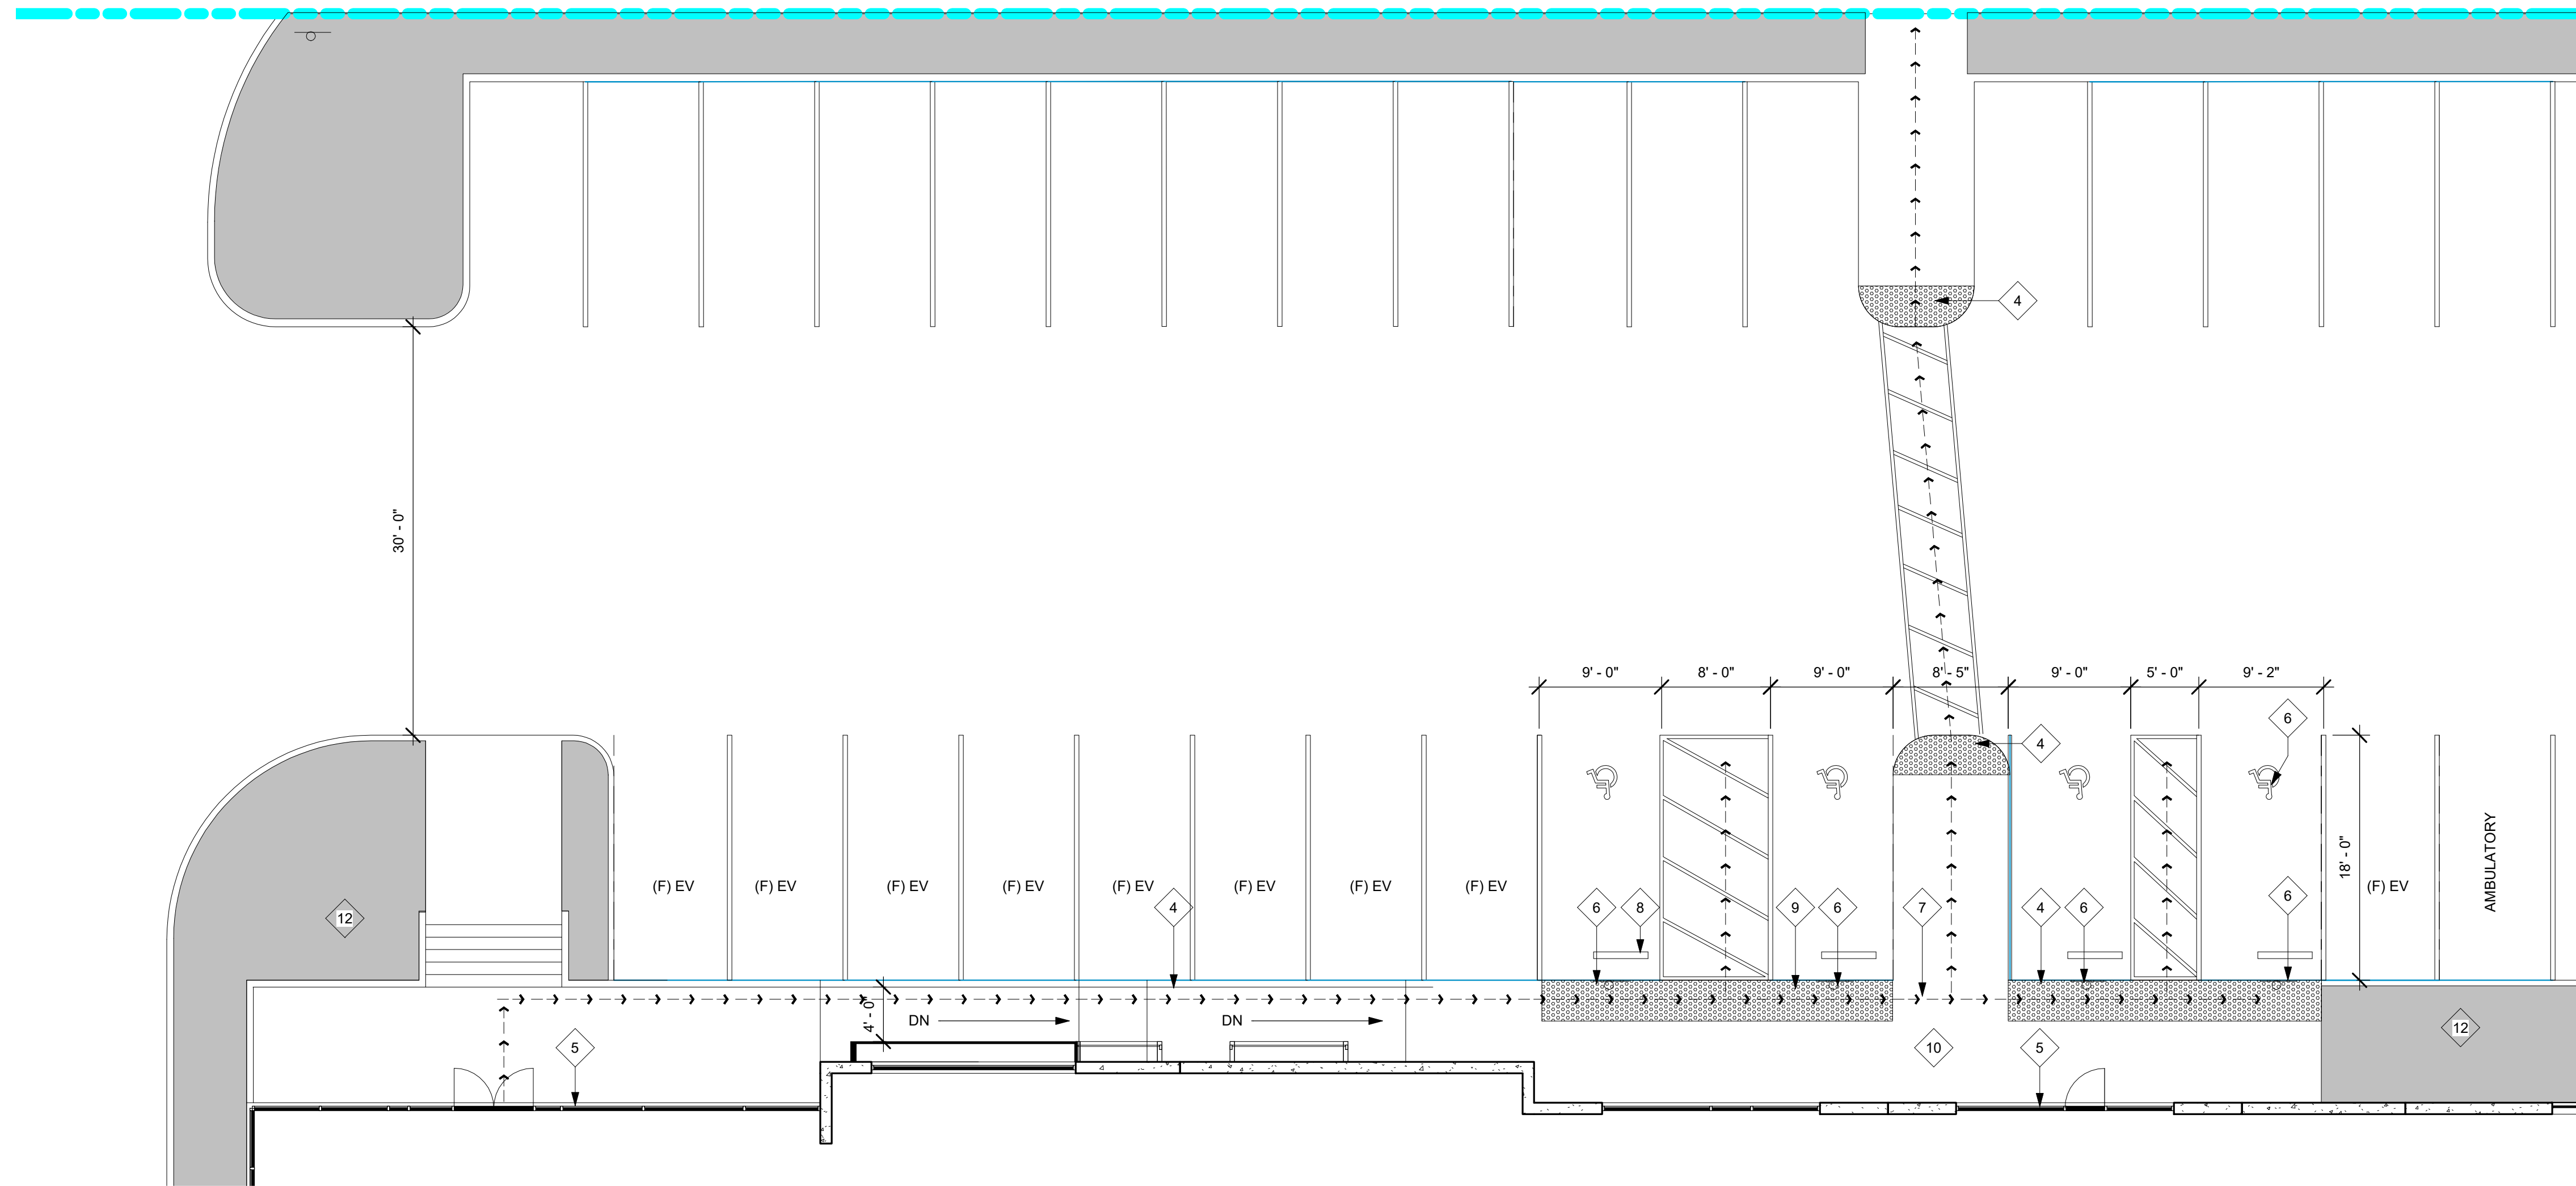 4
30' - 0"
9' - 0"
8' - 0"
9' - 0"
8' - 5"
9' - 0"
5' - 0"
9' - 2"
6
4
18' - 0"
AMBULATORY
(F) EV
(F) EV
(F) EV
(F) EV
(F) EV
(F) EV
(F) EV
(F) EV
(F) EV
6
12
4
6
8
9
6
7
4
6
4' - 0"
DN
DN
12
5
10
5